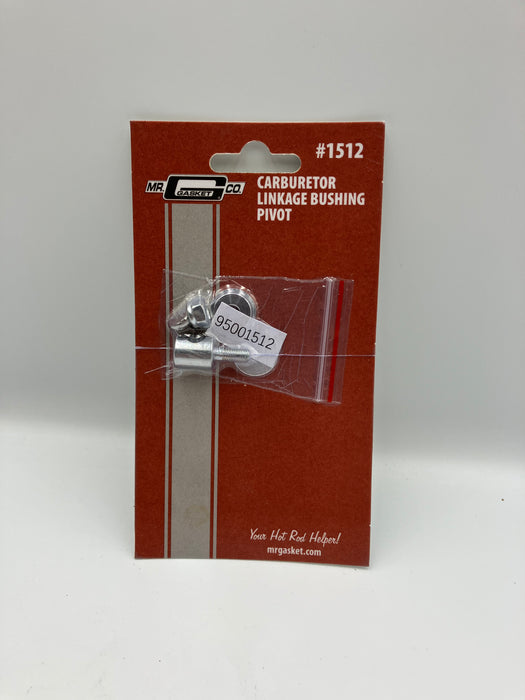 #1512
MR. GASKET CO.
CARBURETOR
LINKAGE BUSHING
PIVOT
95001512
Your Hot Rod Helper!
mrgasket.com